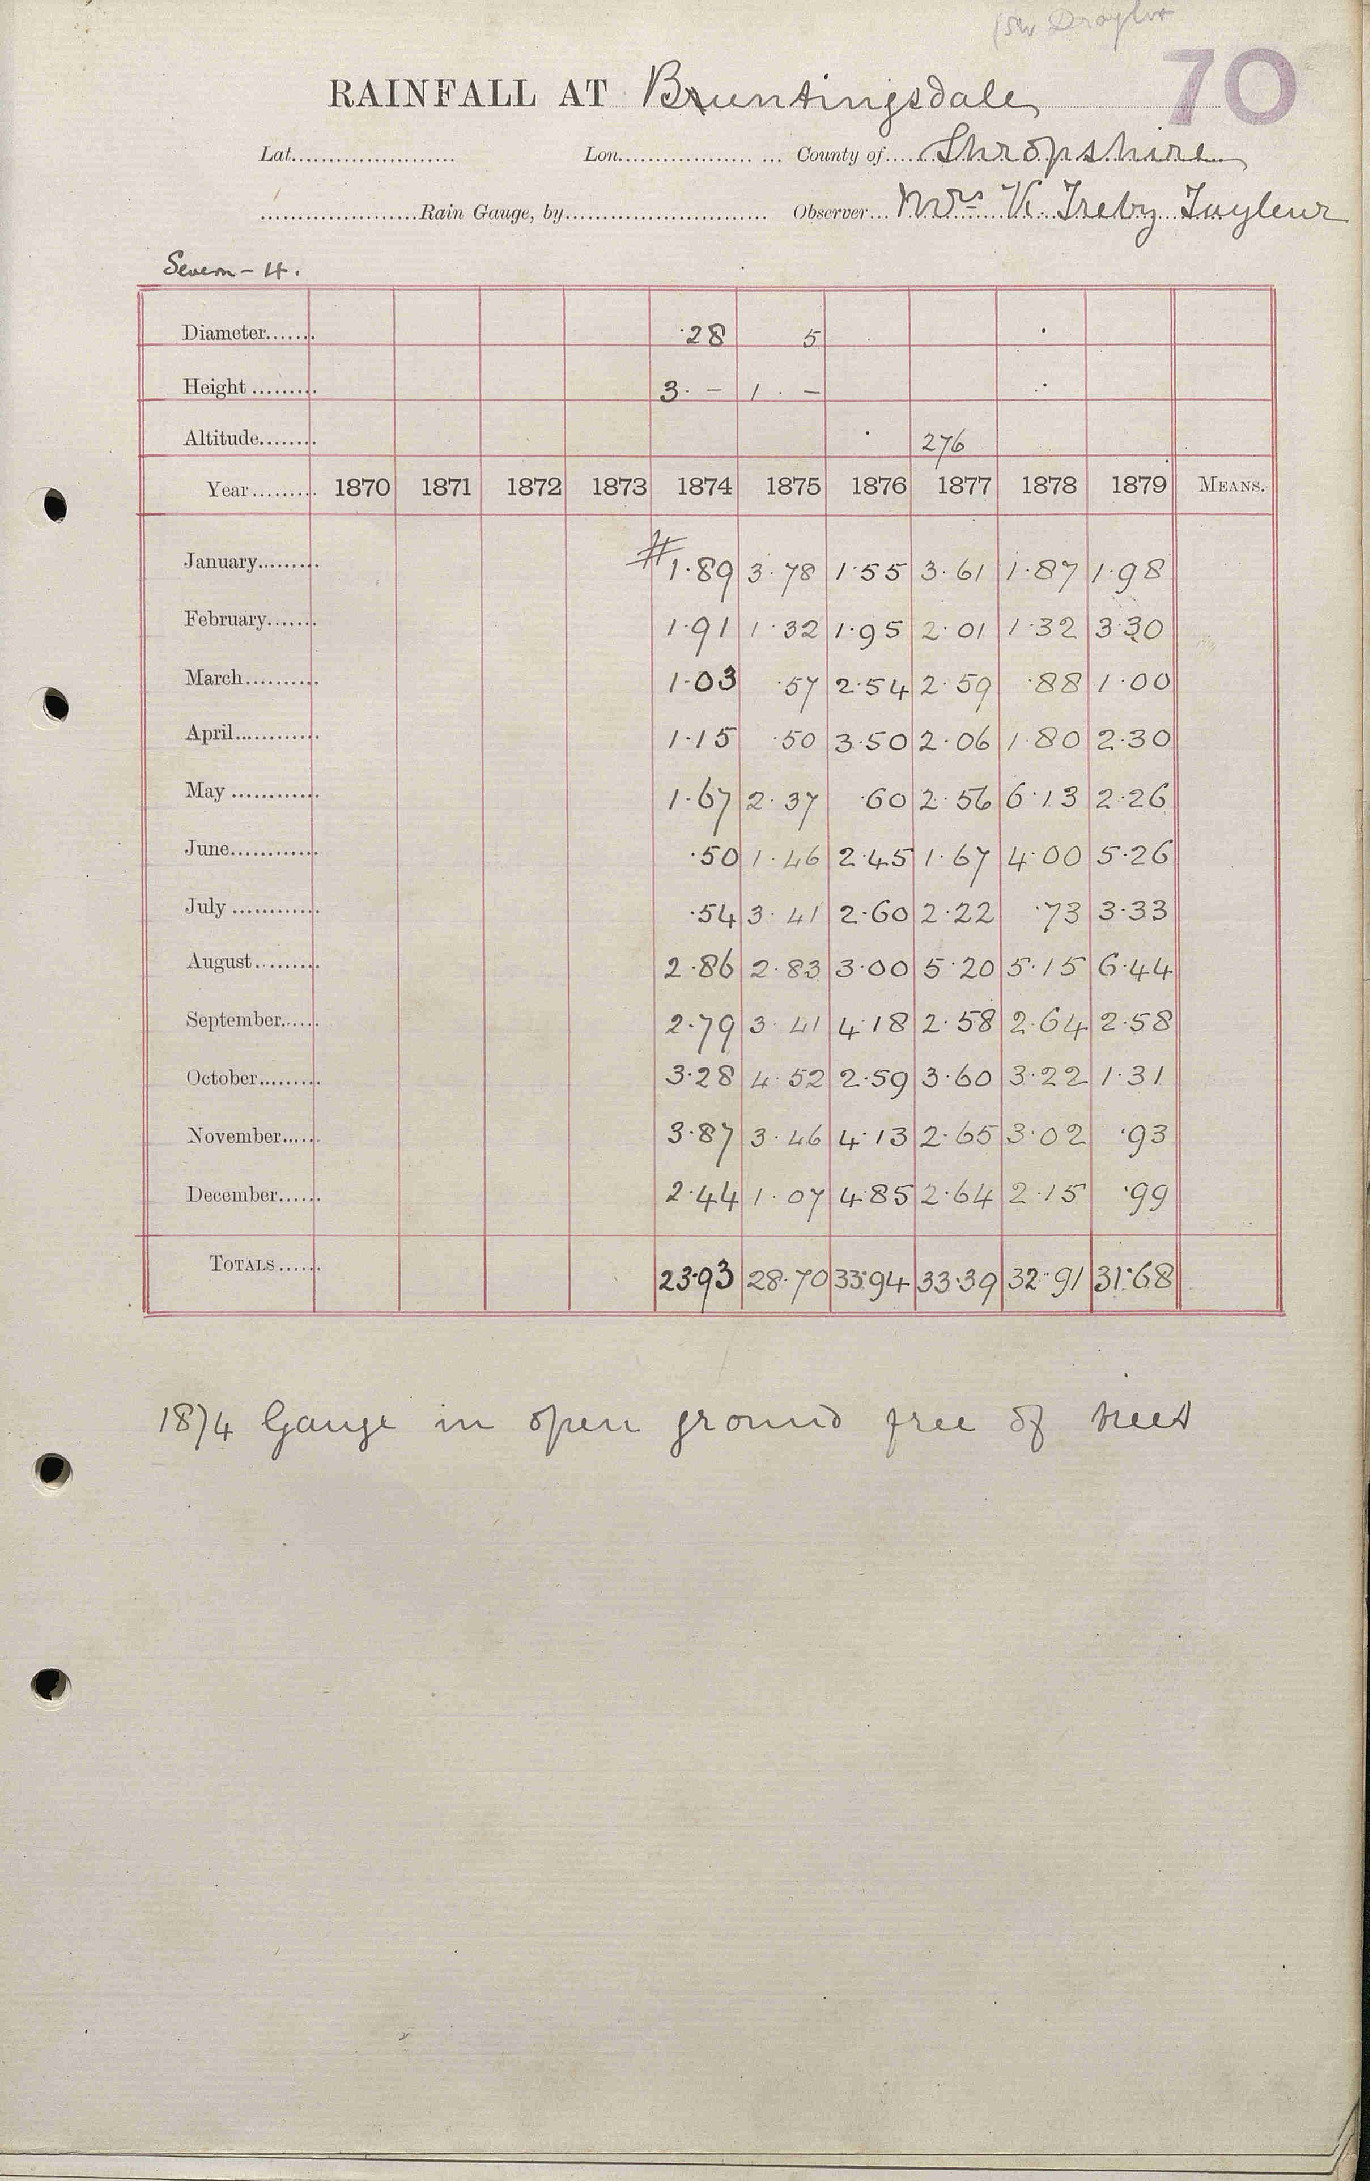 70
RAINFALL AT Bruntingsdale
Lat. Lon. County of Shropshire
Rain Gauge, by Observer Mrs V. Treby Tayleur
Severn - 4.
Diameter 28 5
Height 3 - 1 -
Altitude 276
Year 1870 1871 1872 1873 1874 1875 1876 1877 1878 1879 MEANS.
January #1.89 3.78 1.55 3.61 1.87 1.98
February 1.91 1.32 1.95 2.01 1.32 3.30
March 1.03 .57 2.54 2.59 .88 1.00
April 1.15 .50 3.50 2.06 1.80 2.30
May 1.67 2.37 .60 2.56 6.13 2.26
June .50 1.46 2.45 1.67 4.00 5.26
July .54 3.41 2.60 2.22 .73 3.33
August 2.86 2.83 3.00 5.20 5.15 6.44
September 2.79 3.41 4.18 2.58 2.64 2.58
October 3.28 4.52 2.59 3.60 3.22 1.31
November 3.87 3.46 4.13 2.65 3.02 .93
December 2.44 1.07 4.85 2.64 2.15 .99
TOTALS 23.93 28.70 33.94 33.39 32.91 31.68
1874 Gauge in open ground free of trees